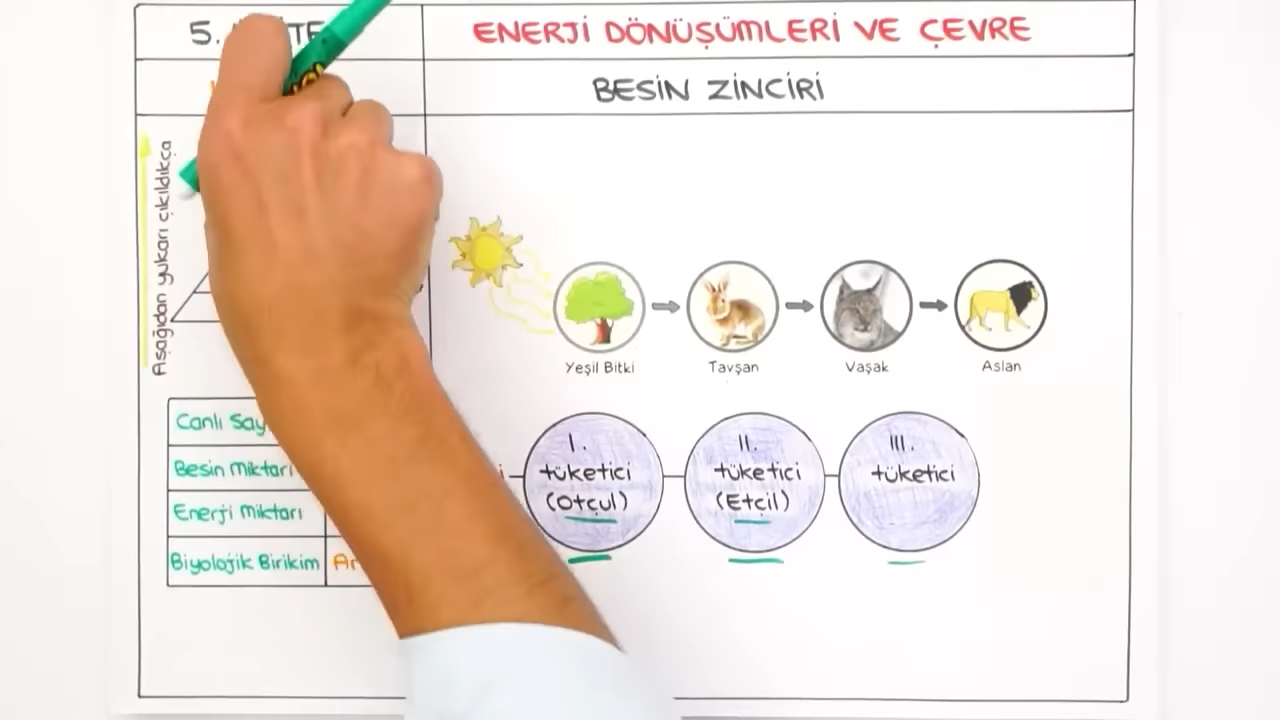 5.
ENERJİ DÖNÜŞÜMLERİ VE ÇEVRE
BESİN ZİNCİRİ
Aşağıdan yukarı çıkıldıkça
Yeşil Bitki
Tavşan
Vaşak
Aslan
Canlı
Besin Miktarı
Enerji Miktarı
Biyolojik Birikim
I.
tüketici
(Otçul)
II.
tüketici
(Etçil)
III.
tüketici